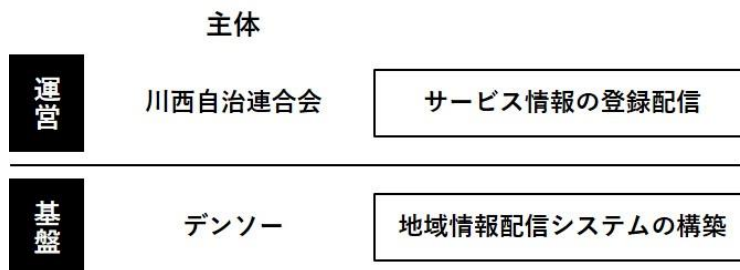 主体
運営
川西自治連合会
サービス情報の登録配信
基盤
デンソー
地域情報配信システムの構築